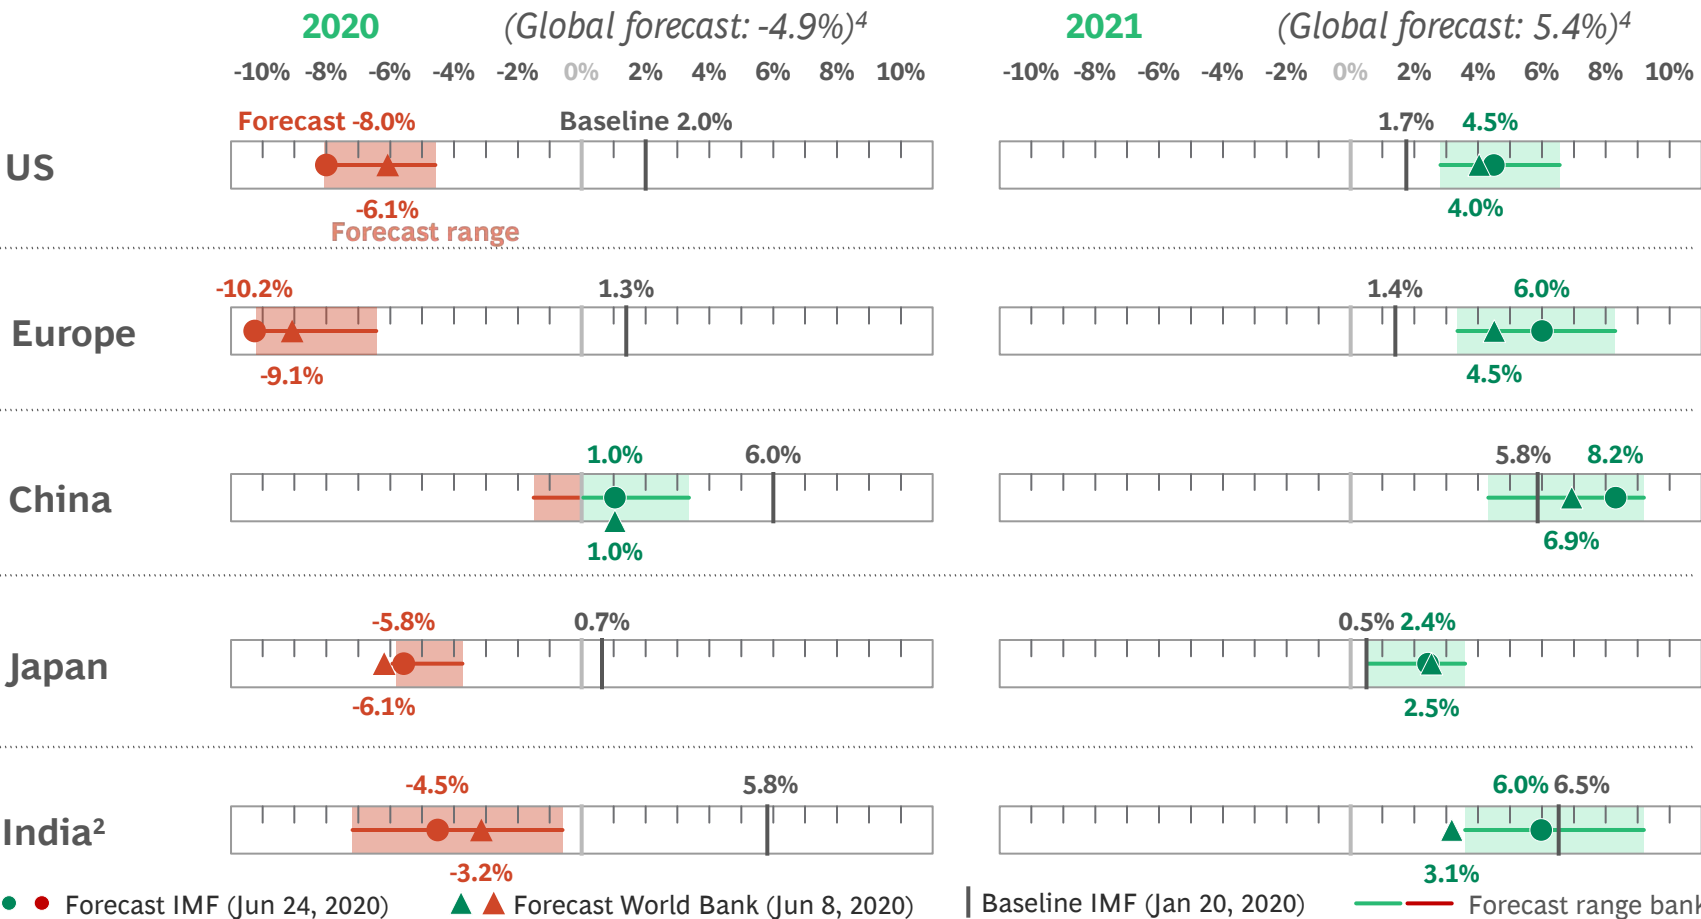 2020 (Global forecast: -4.9%)⁴ 2021 (Global forecast: 5.4%)⁴
-10% -8% -6% -4% -2% 0% 2% 4% 6% 8% 10% -10% -8% -6% -4% -2% 0% 2% 4% 6% 8% 10%
Forecast -8.0% Baseline 2.0% 1.7% 4.5%
US
-6.1% 4.0%
Forecast range
-10.2% 1.3% 1.4% 6.0%
Europe
-9.1% 4.5%
1.0% 6.0% 5.8% 8.2%
China
1.0% 6.9%
-5.8% 0.7% 0.5% 2.4%
Japan
-6.1% 2.5%
-4.5% 5.8% 6.0% 6.5%
India²
-3.2% 3.1%
Forecast IMF (Jun 24, 2020) Forecast World Bank (Jun 8, 2020) Baseline IMF (Jan 20, 2020) Forecast range bank